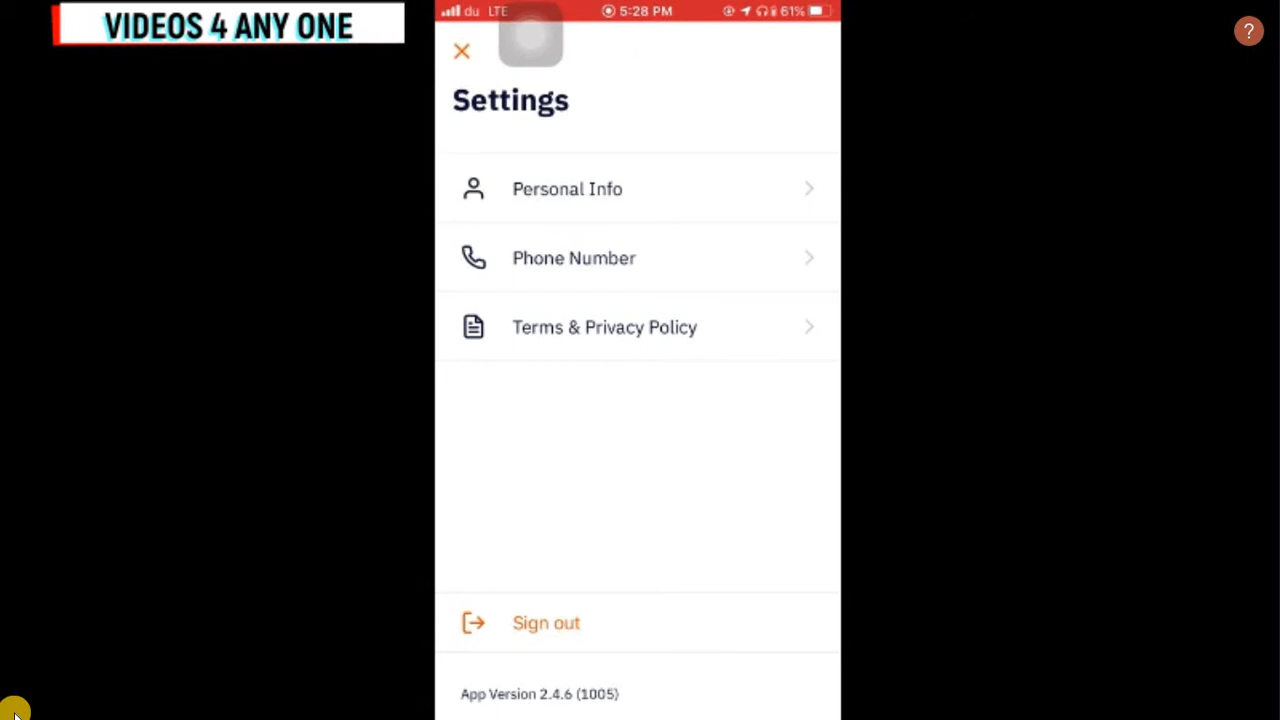 VIDEOS 4 ANY ONE
du LTE 5:28 PM 61%
?
Settings
Personal Info
Phone Number
Terms & Privacy Policy
Sign out
App Version 2.4.6 (1005)